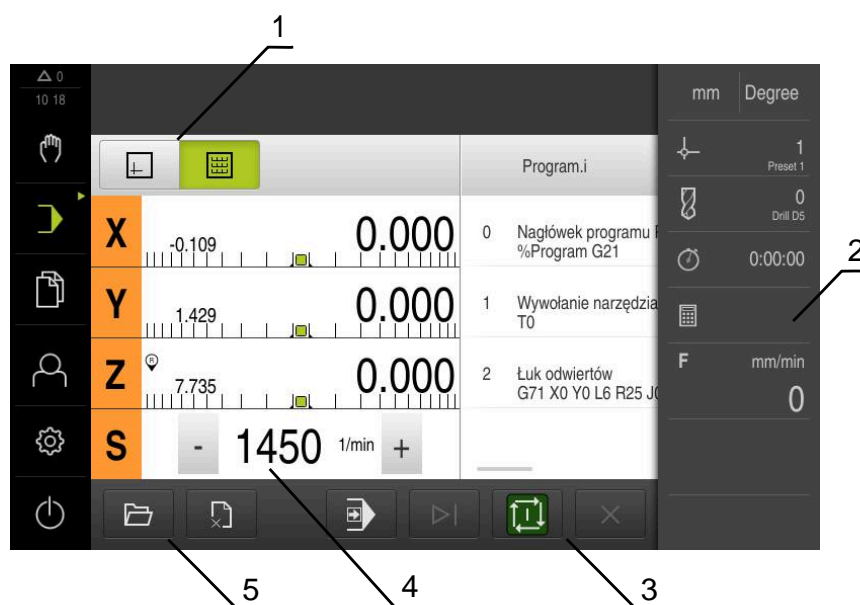 1
0
10 18
mm Degree
1
Preset 1
Program.i
0
Drill D5
X -0.109 0.000
0 Nagłówek programu
%Program G21
0:00:00
2
Y 1.429 0.000
1 Wywołanie narzędzia
T0
Z R 7.735 0.000
2 Łuk odwiertów
G71 X0 Y0 L6 R25
F mm/min
0
S - 1450 1/min +
5 4 3